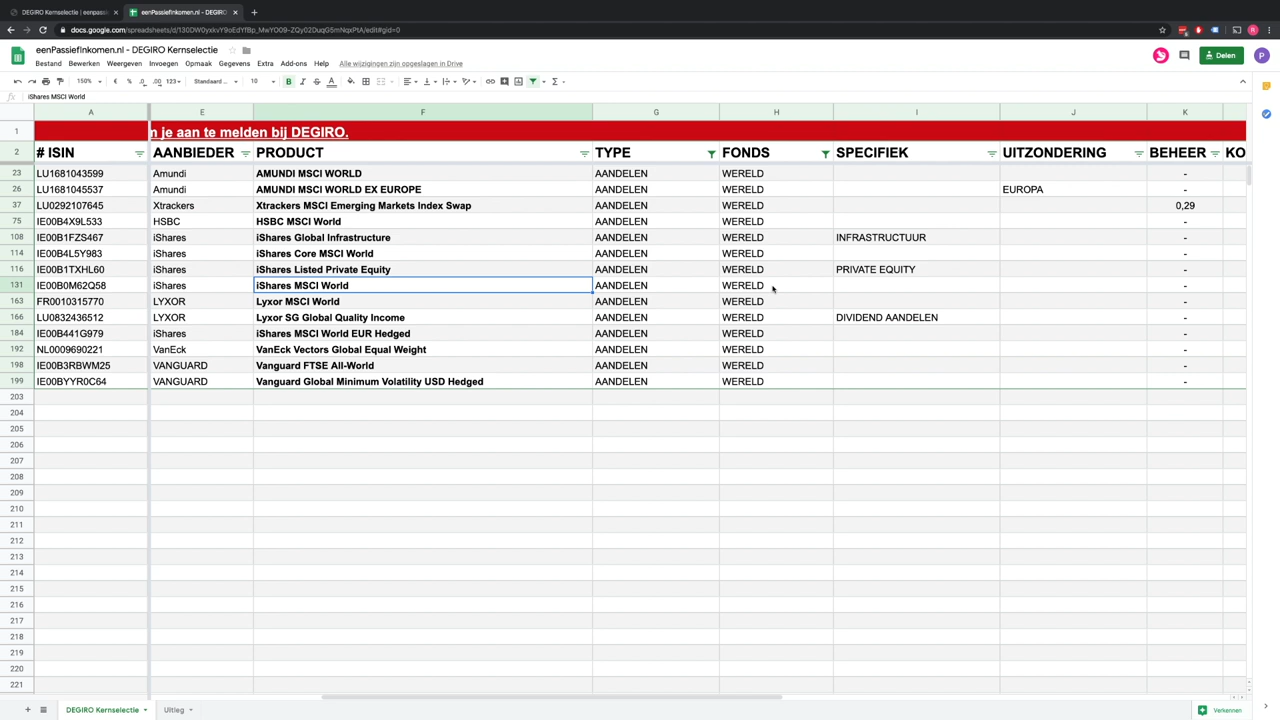 DEGIRO Kernselectie | eenpass
eenPassiefInkomen.nl - DEGIRO
docs.google.com
eenPassiefInkomen.nl - DEGIRO Kernselectie
Bestand Bewerken Weergeven Invoegen Opmaak Gegevens Extra Add-ons Help Alle wijzigingen zijn opgeslagen in Drive
Delen
P
150% € % .0 .00 123 Standaard ... 10 B I S A
fx iShares MSCI World
A E F G H I J K
1 m je aan te melden bij DEGIRO.
2 # ISIN AANBIEDER PRODUCT TYPE FONDS SPECIFIEK UITZONDERING BEHEER KO
23 LU1681043599 Amundi AMUNDI MSCI WORLD AANDELEN WERELD -
26 LU1681045537 Amundi AMUNDI MSCI WORLD EX EUROPE AANDELEN WERELD EUROPA -
37 LU0292107645 Xtrackers Xtrackers MSCI Emerging Markets Index Swap AANDELEN WERELD 0,29
75 IE00B4X9L533 HSBC HSBC MSCI World AANDELEN WERELD -
108 IE00B1FZS467 iShares iShares Global Infrastructure AANDELEN WERELD INFRASTRUCTUUR -
114 IE00B4L5Y983 iShares iShares Core MSCI World AANDELEN WERELD -
116 IE00B1TXHL60 iShares iShares Listed Private Equity AANDELEN WERELD PRIVATE EQUITY -
131 IE00B0M62Q58 iShares iShares MSCI World AANDELEN WERELD -
163 FR0010315770 LYXOR Lyxor MSCI World AANDELEN WERELD -
166 LU0832436512 LYXOR Lyxor SG Global Quality Income AANDELEN WERELD DIVIDEND AANDELEN -
184 IE00B441G979 iShares iShares MSCI World EUR Hedged AANDELEN WERELD -
192 NL0009690221 VanEck VanEck Vectors Global Equal Weight AANDELEN WERELD -
198 IE00B3RBWM25 VANGUARD Vanguard FTSE All-World AANDELEN WERELD -
199 IE00BYYR0C64 VANGUARD Vanguard Global Minimum Volatility USD Hedged AANDELEN WERELD -
203
204
205
206
207
208
209
210
211
212
213
214
215
216
217
218
219
220
221
DEGIRO Kernselectie Uitleg Verkennen